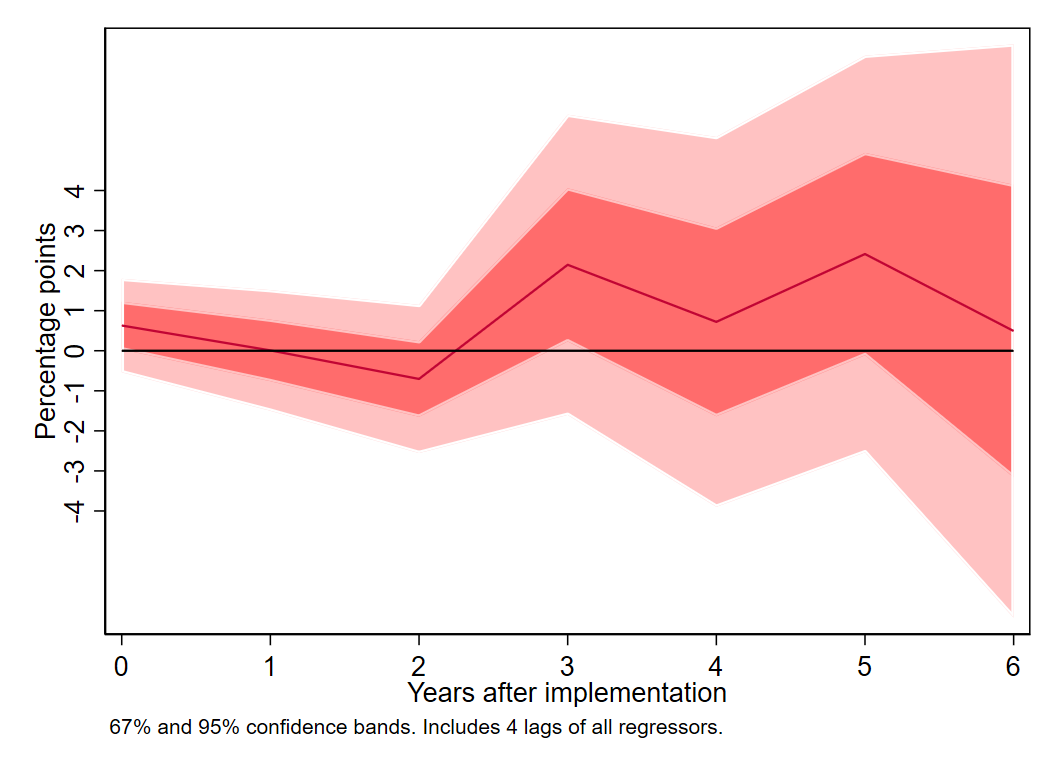 Percentage points
4
3
2
1
0
-1
-2
-3
-4
0 1 2 3 4 5 6
Years after implementation
67% and 95% confidence bands. Includes 4 lags of all regressors.